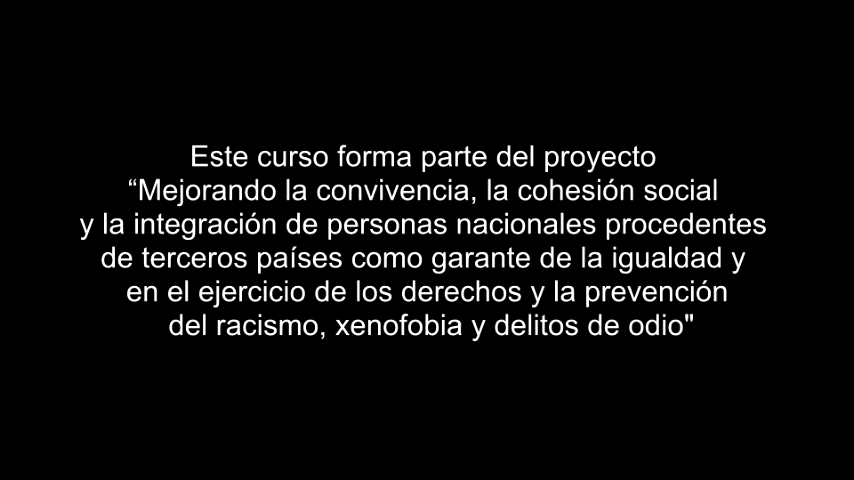 Este curso forma parte del proyecto
“Mejorando la convivencia, la cohesión social
y la integración de personas nacionales procedentes
de terceros países como garante de la igualdad y
en el ejercicio de los derechos y la prevención
del racismo, xenofobia y delitos de odio"